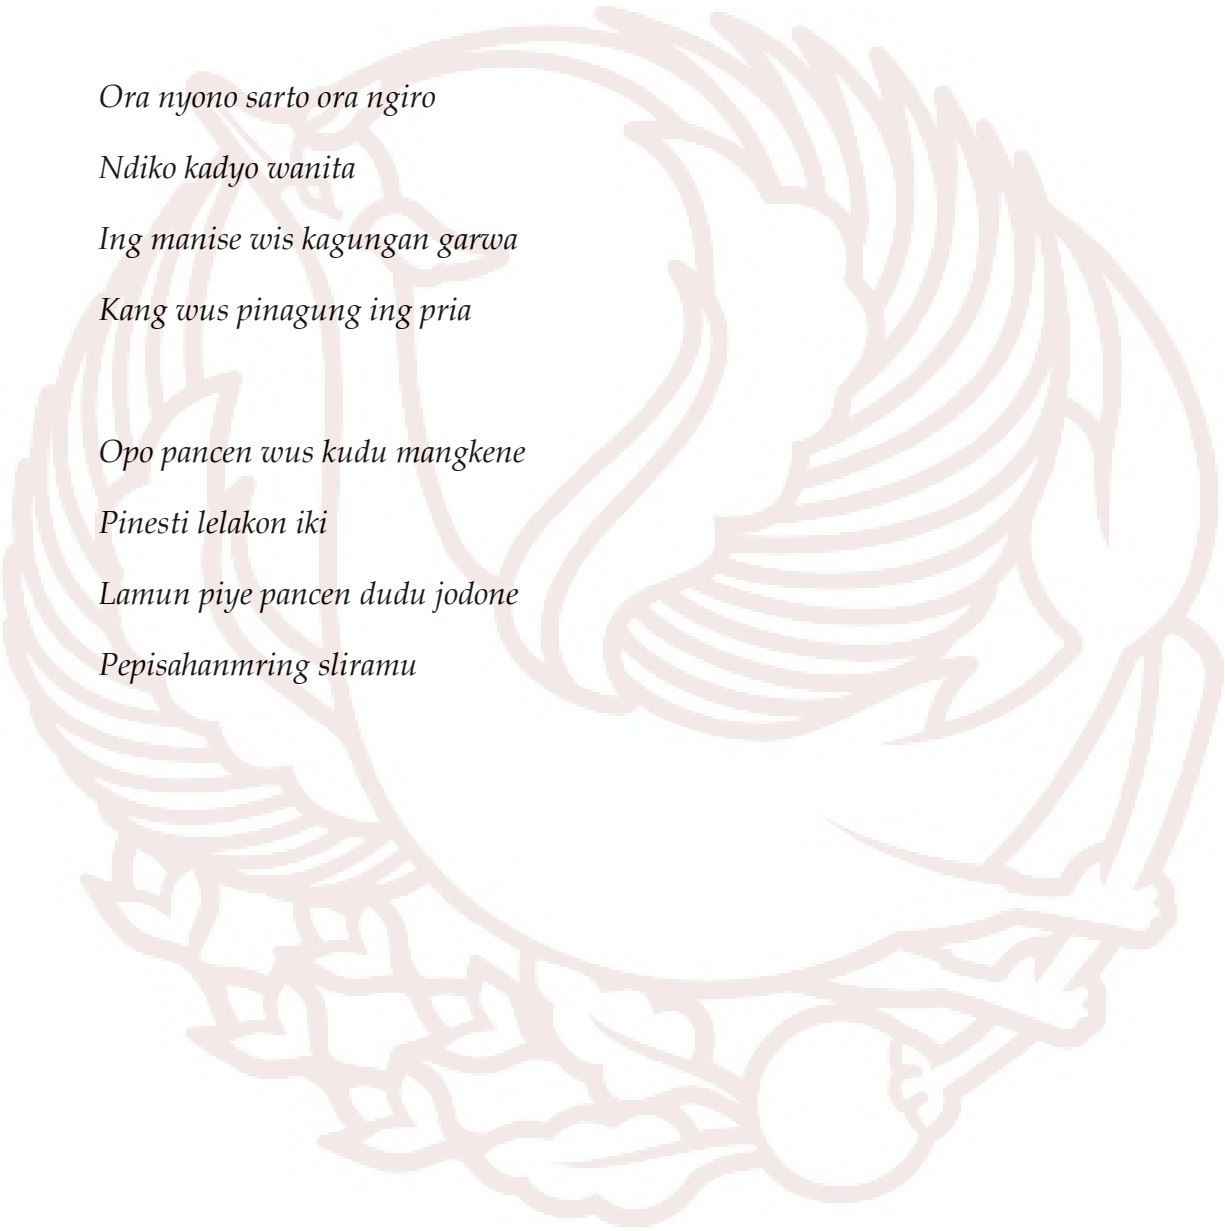 Ora nyono sarto ora ngiro
Ndiko kadyo wanita
Ing manise wis kagungan garwa
Kang wus pinagung ing pria
Opo pancen wus kudu mangkene
Pinesti lelakon iki
Lamun piye pancen dudu jodone
Pepisahanmring sliramu